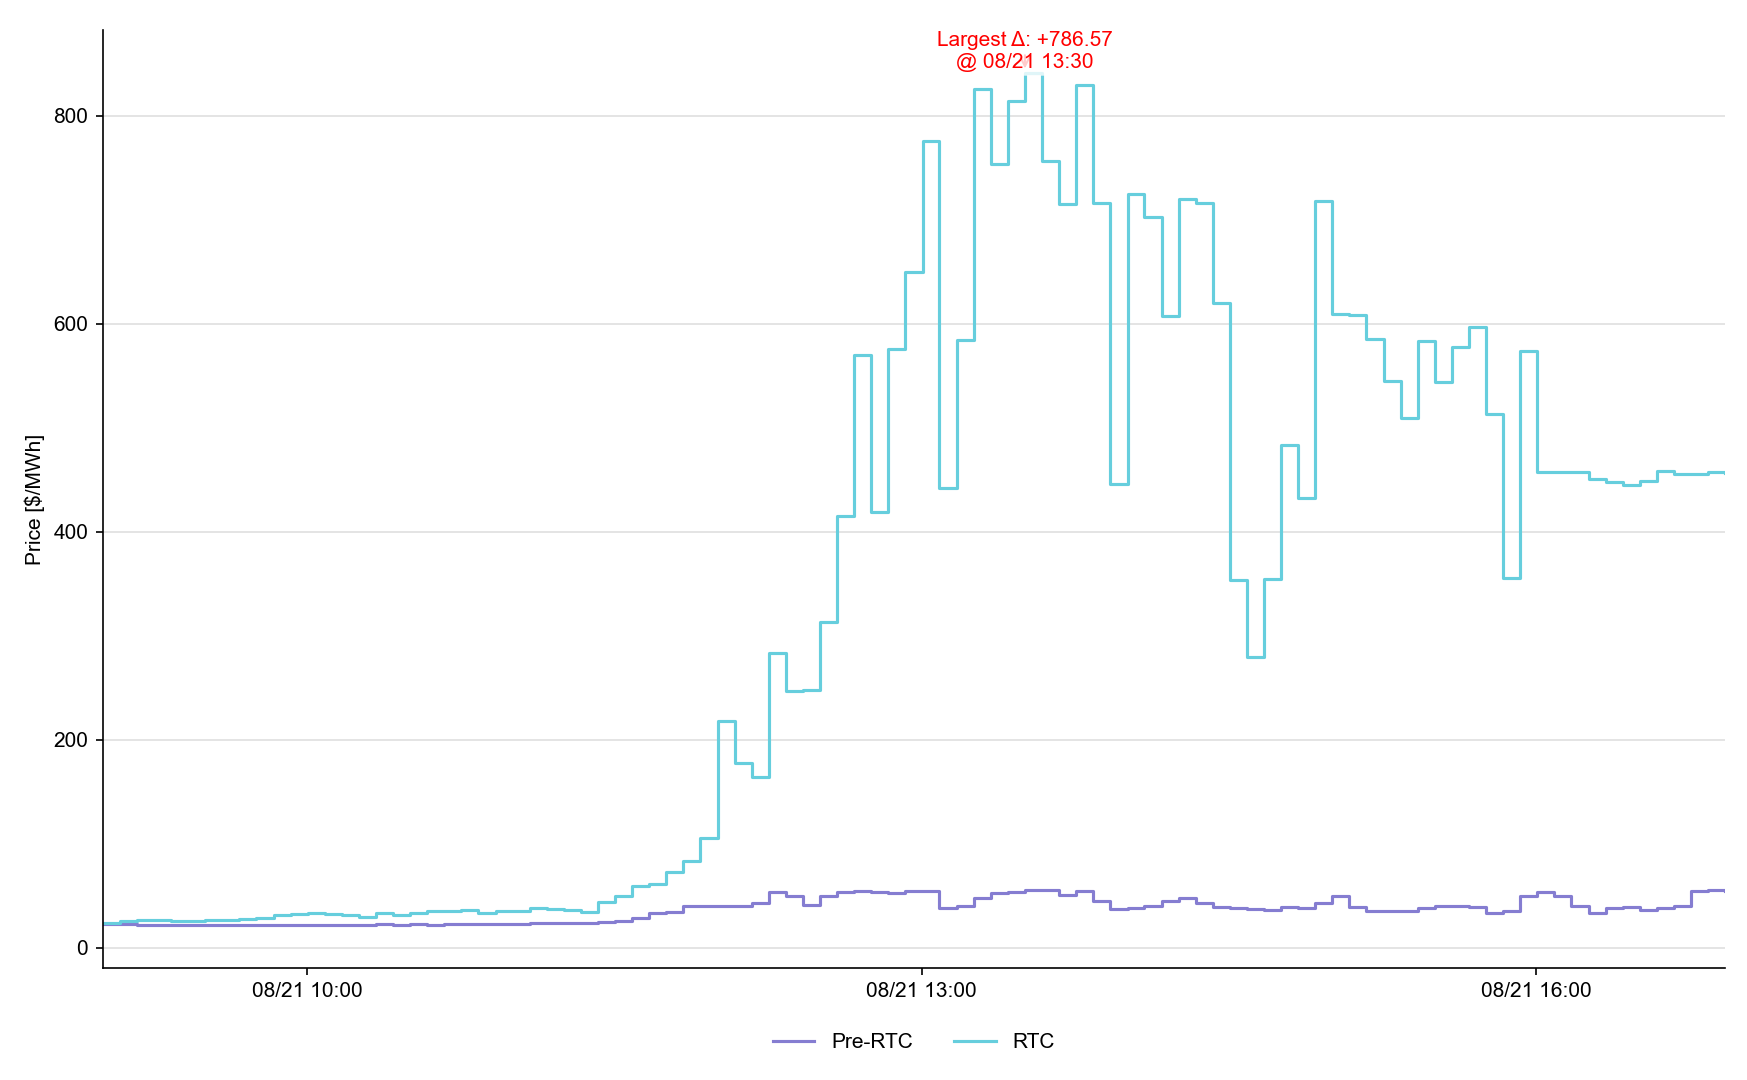 Largest Δ: +786.57
@ 08/21 13:30
800
600
400
200
0
Price [$/MWh]
08/21 10:00
08/21 13:00
08/21 16:00
Pre-RTC
RTC